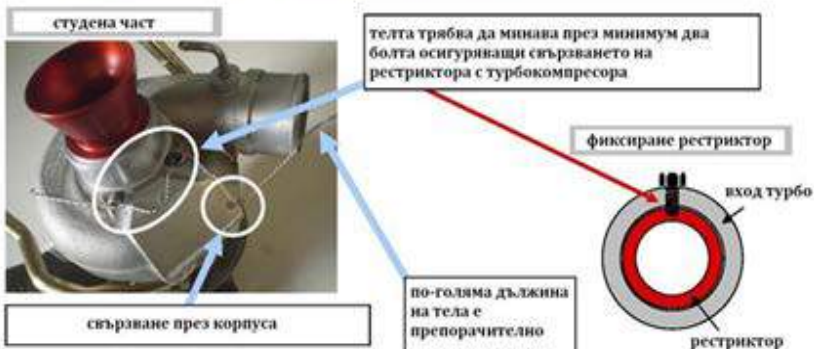 студена част
телта трябва да минава през минимум два
болта осигуряващи свързването на
рестриктора с турбокомпресора
фиксиране рестриктор
вход турбо
по-голяма дължина
на тела е
препоръчително
свързване през корпуса
рестриктор